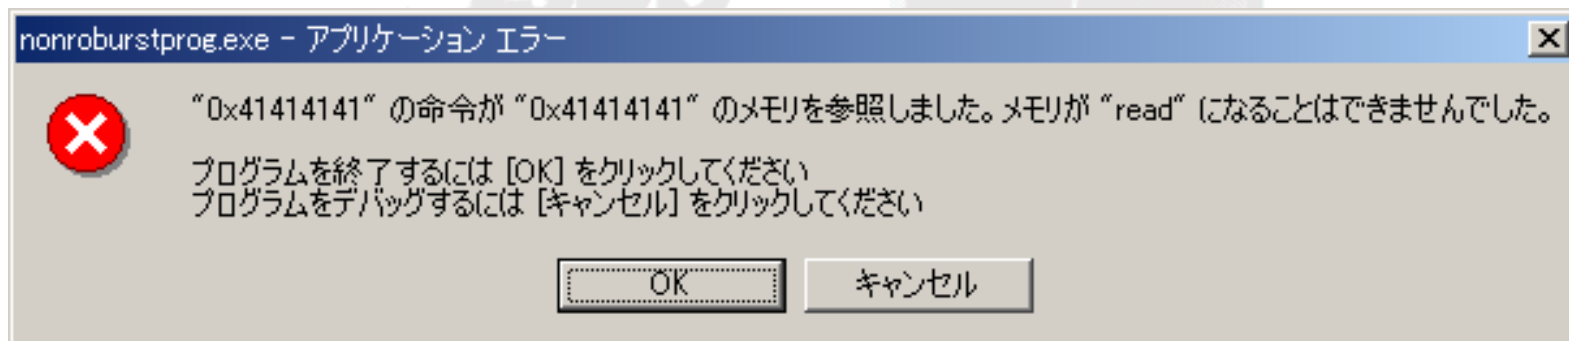 nonroburstprog.exe - アプリケーション エラー
"0x41414141" の命令が "0x41414141" のメモリを参照しました。メモリが "read" になることはできませんでした。
プログラムを終了するには [OK] をクリックしてください
プログラムをデバッグするには [キャンセル] をクリックしてください
OK キャンセル